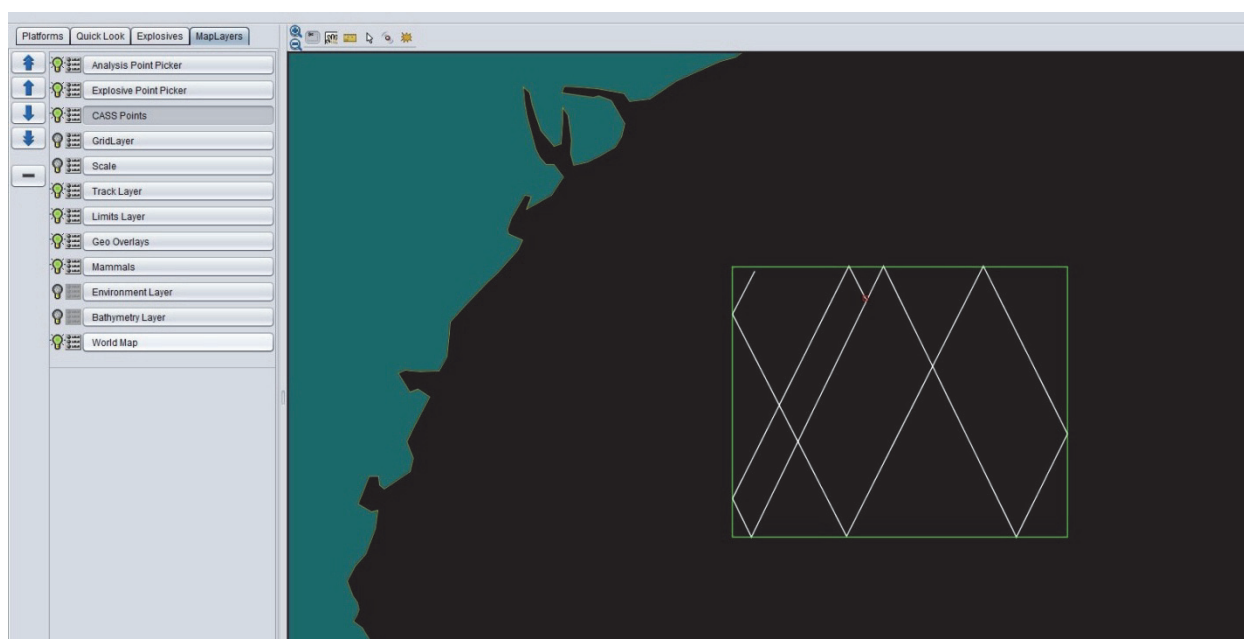 Platforms
Quick Look
Explosives
MapLayers
Analysis Point Picker
Explosive Point Picker
CASS Points
GridLayer
Scale
Track Layer
Limits Layer
Geo Overlays
Mammals
Environment Layer
Bathymetry Layer
World Map